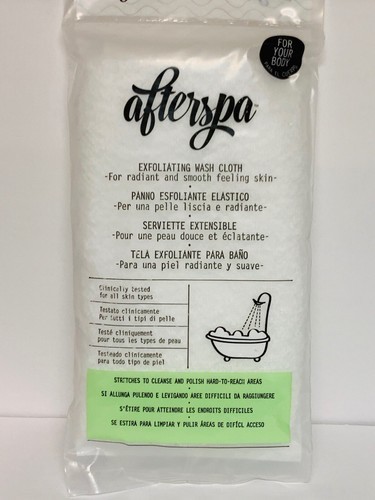 FOR
YOUR
BODY
PARA EL CUERPO
afterspa
EXFOLIATING WASH CLOTH
-For radiant and smooth feeling skin-
PANNO ESFOLIANTE ELASTICO
-Per una pelle liscia e radiante-
SERVIETTE EXTENSIBLE
-Pour une peau douce et éclatante-
TELA EXFOLIANTE PARA BAÑO
-Para una piel radiante y suave-
Clinically tested
for all skin types
Testato clinicamente
Per tutti i tipi di pelle
Testé cliniquement
pour tous les types de peau
Testeado clinicamente
para todo tipo de piel
STRETCHES TO CLEANSE AND POLISH HARD-TO-REACH AREAS
SI ALLUNGA PULENDO E LEVIGANDO AREE DIFFICILI DA RAGGIUNGERE
S'ÉTIRE POUR ATTEINDRE LES ENDROITS DIFFICILES
SE ESTIRA PARA LIMPIAR Y PULIR ÁREAS DE DIFÍCIL ACCESO